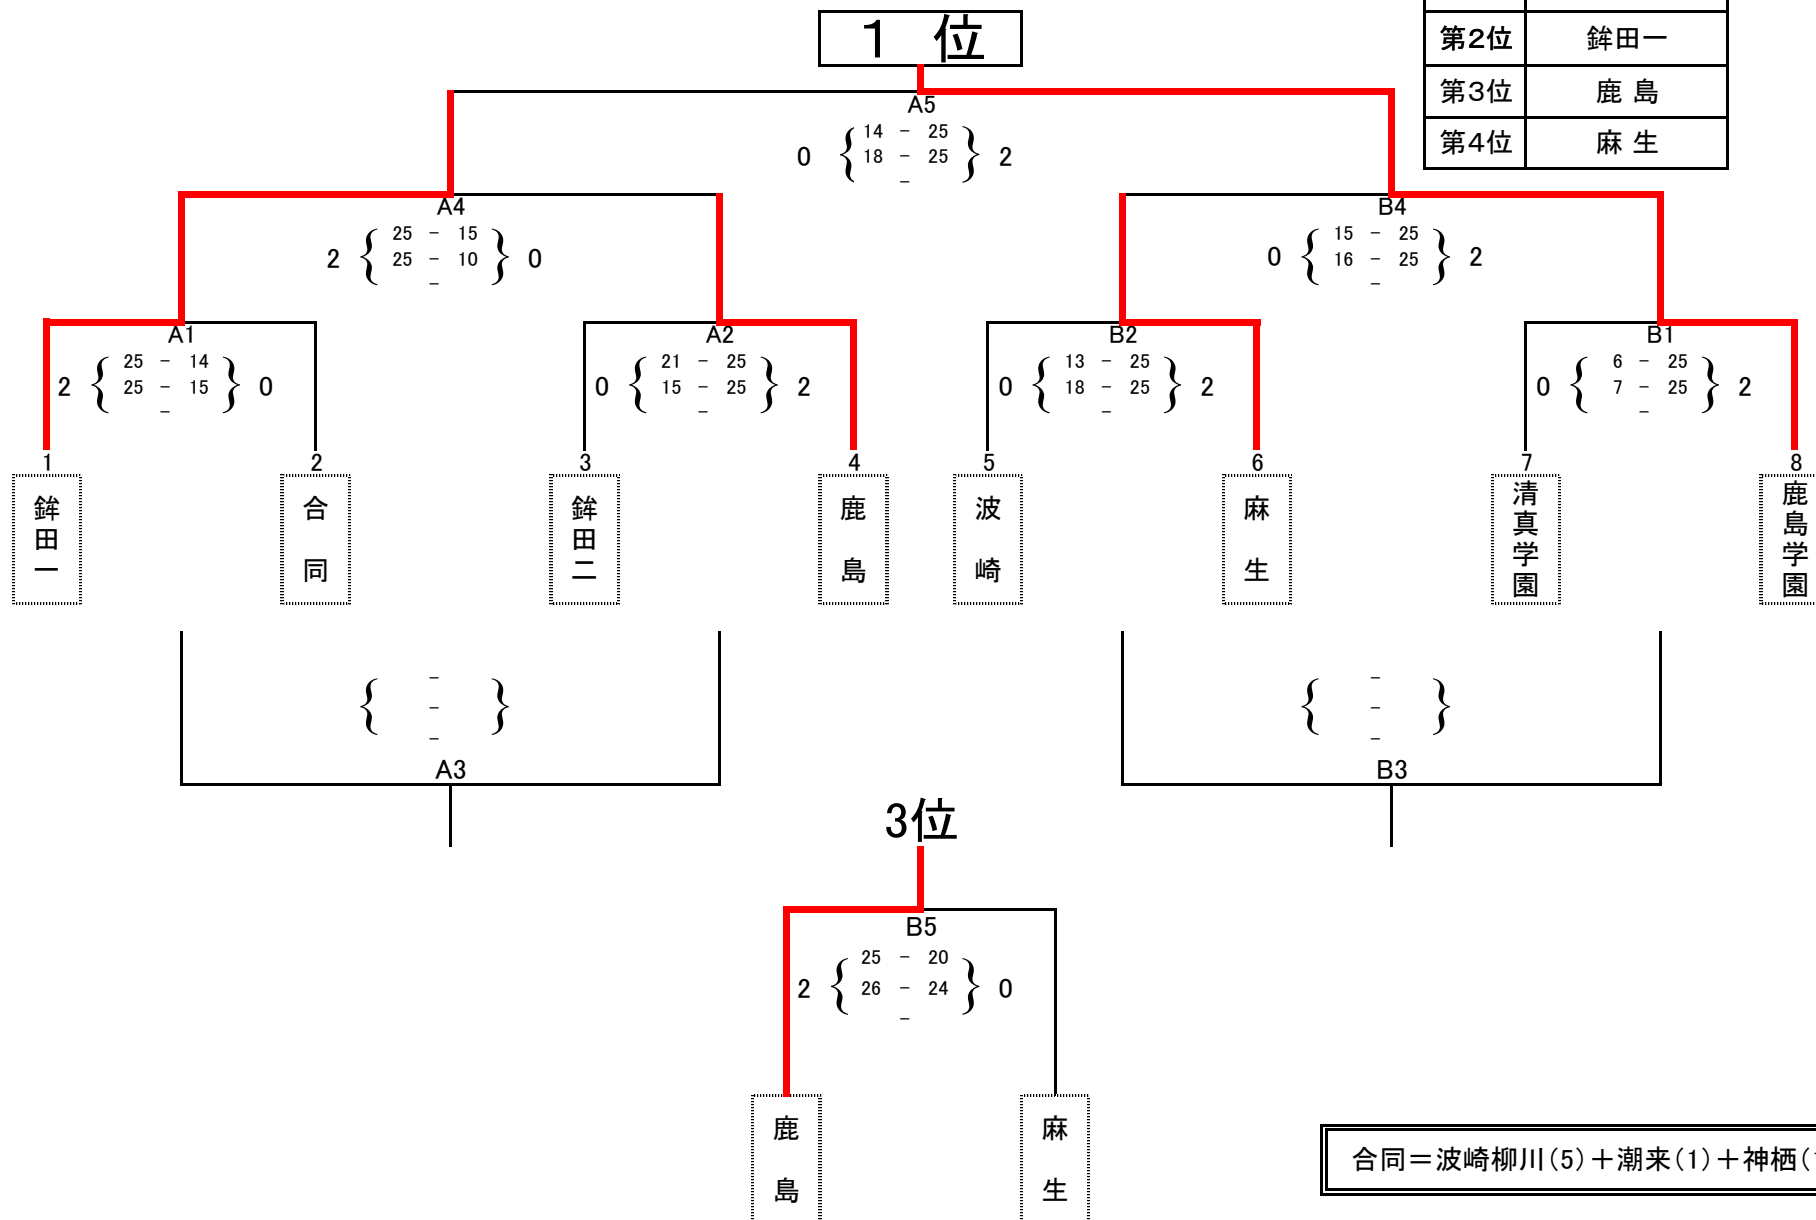 1 位
第2位 鉾田一
第3位 鹿 島
第4位 麻 生
A5
0 { 14 - 25 } 2
18 - 25
-
A4
2 { 25 - 15 } 0
25 - 10
-
B4
0 { 15 - 25 } 2
16 - 25
-
A1
2 { 25 - 14 } 0
25 - 15
-
A2
0 { 21 - 25 } 2
15 - 25
-
B2
0 { 13 - 25 } 2
18 - 25
-
B1
0 { 6 - 25 } 2
7 - 25
-
1 2 3 4 5 6 7 8
鉾田一
合同
鉾田二
鹿島
波崎
麻生
清真学園
鹿島学園
{ - }
-
-
A3
{ - }
-
-
B3
3位
B5
2 { 25 - 20 } 0
26 - 24
-
鹿島
麻生
合同＝波崎柳川(5)＋潮来(1)＋神栖(